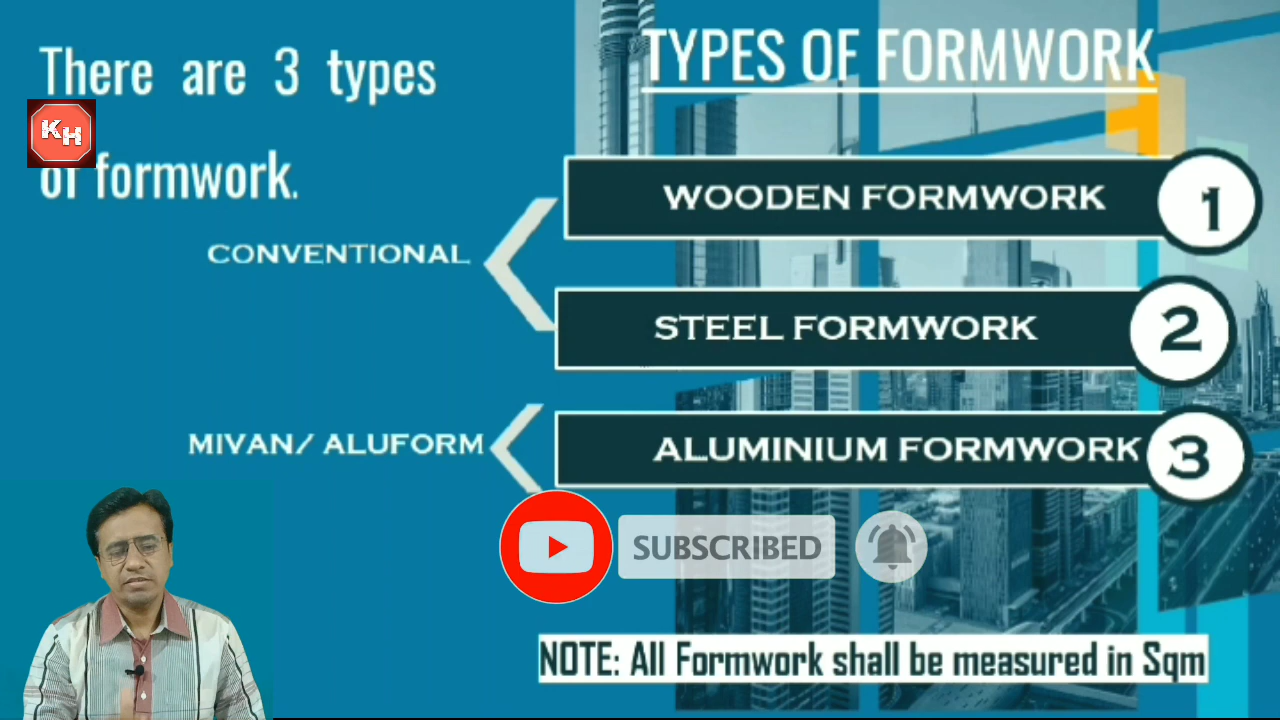 There are 3 types
of formwork.
KH
TYPES OF FORMWORK
WOODEN FORMWORK
1
CONVENTIONAL
STEEL FORMWORK
2
MIVAN/ ALUFORM
ALUMINIUM FORMWORK
3
SUBSCRIBED
NOTE: All Formwork shall be measured in Sqm